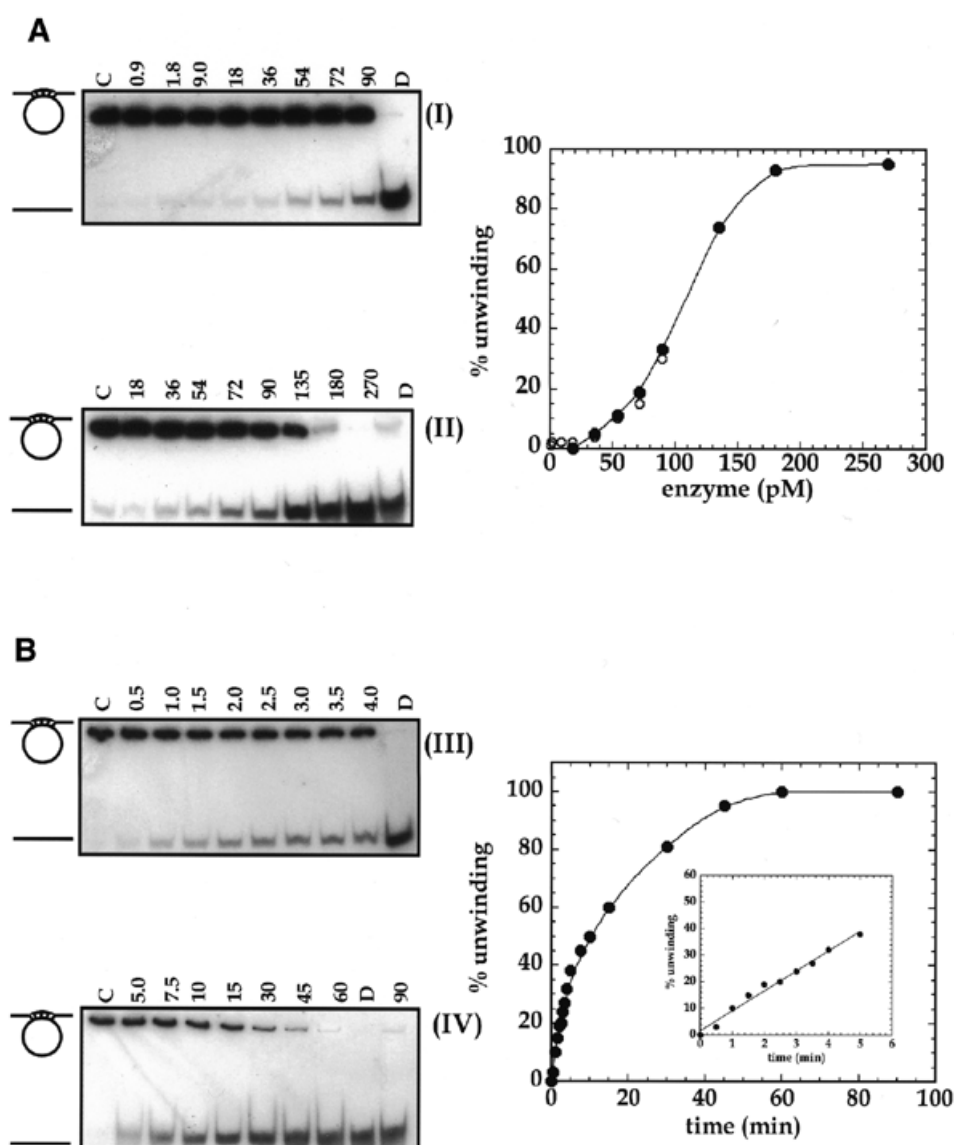 A
C 0.9 1.8 9.0 18 36 54 72 90 D
(I)
100
80
60
40
20
0
% unwinding
0 50 100 150 200 250 300
enzyme (pM)
C 18 36 54 72 90 135 180 270 D
(II)
B
C 0.5 1.0 1.5 2.0 2.5 3.0 3.5 4.0 D
(III)
100
80
60
40
20
0
% unwinding
0 20 40 60 80 100
time (min)
60
50
40
30
20
10
0
% unwinding
0 1 2 3 4 5 6
time (min)
C 5.0 7.5 10 15 30 45 60 D 90
(IV)